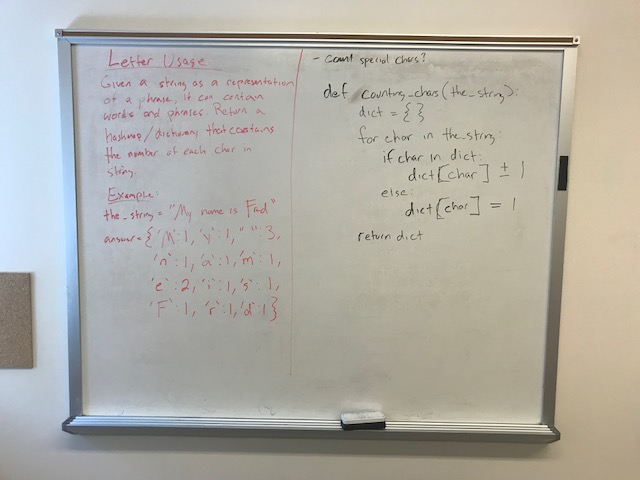 Letter Usage
Given a string as a representation
of a phrase, it can contain
words and phrases. Return a
hashmap/dictionary that contains
the number of each char in
string.
Example:
the_string = "My name is Fred"
answer = {'M':1, 'y':1, " ":3,
'n':1, 'a':1, 'm':1,
'e':2, 'i':1, 's':1,
'F':1, 'r':1, 'd':1}
- count special chars?
def counting_chars(the_string):
dict = {}
for char in the_string:
if char in dict:
dict[char] ± 1
else:
dict[char] = 1
return dict